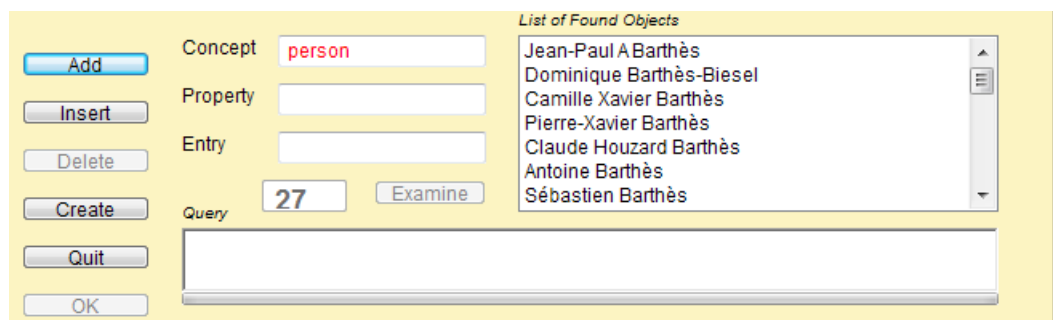 Add
Insert
Delete
Create
Quit
OK
Concept
person
Property
Entry
27
Examine
Query
List of Found Objects
Jean-Paul A Barthès
Dominique Barthès-Biesel
Camille Xavier Barthès
Pierre-Xavier Barthès
Claude Houzard Barthès
Antoine Barthès
Sébastien Barthès